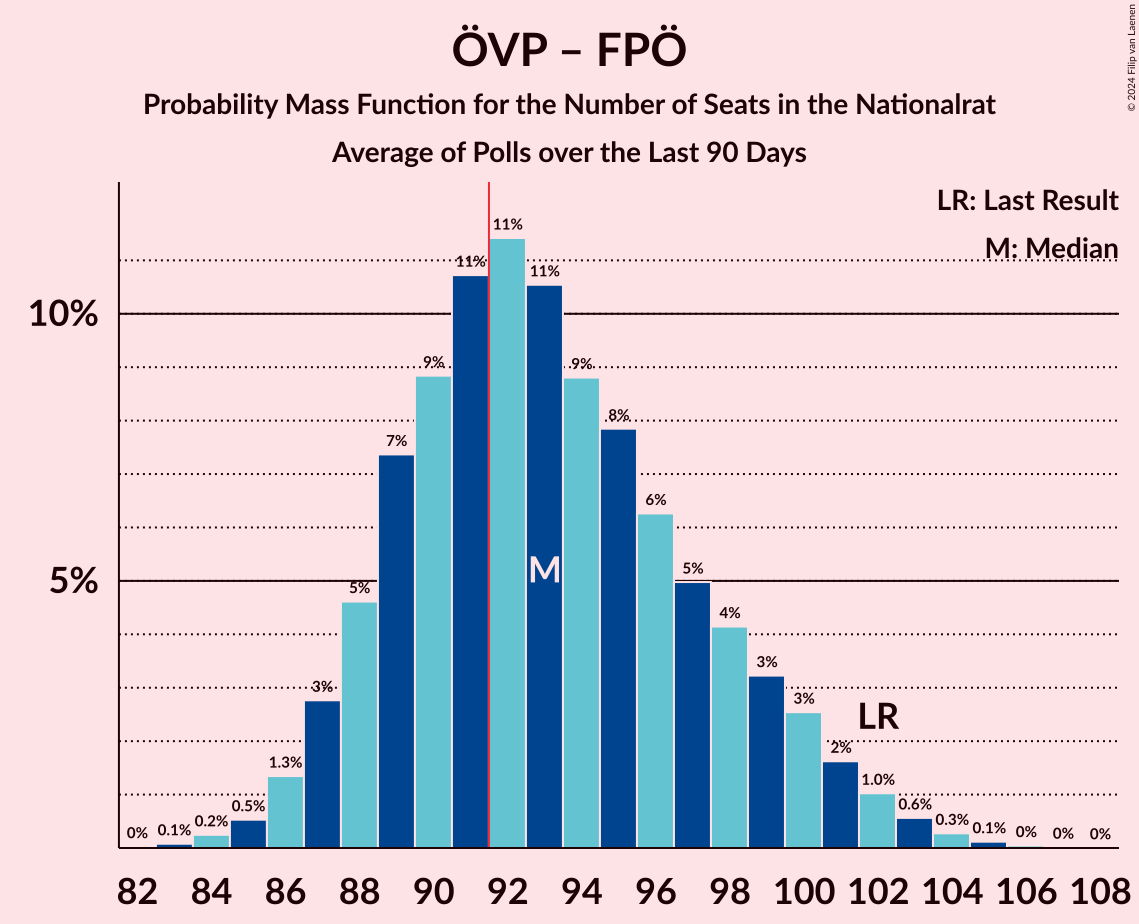 ÖVP – FPÖ
Probability Mass Function for the Number of Seats in the Nationalrat
Average of Polls over the Last 90 Days
© 2024 Filip van Laenen
LR: Last Result
M: Median
10%
5%
0% 0.1% 0.2% 0.5% 1.3% 3% 5% 7% 9% 11% 11% 11% 9% 8% 6% 5% 4% 3% 3% 2% 1.0% 0.6% 0.3% 0.1% 0% 0% 0%
M
LR
82 84 86 88 90 92 94 96 98 100 102 104 106 108